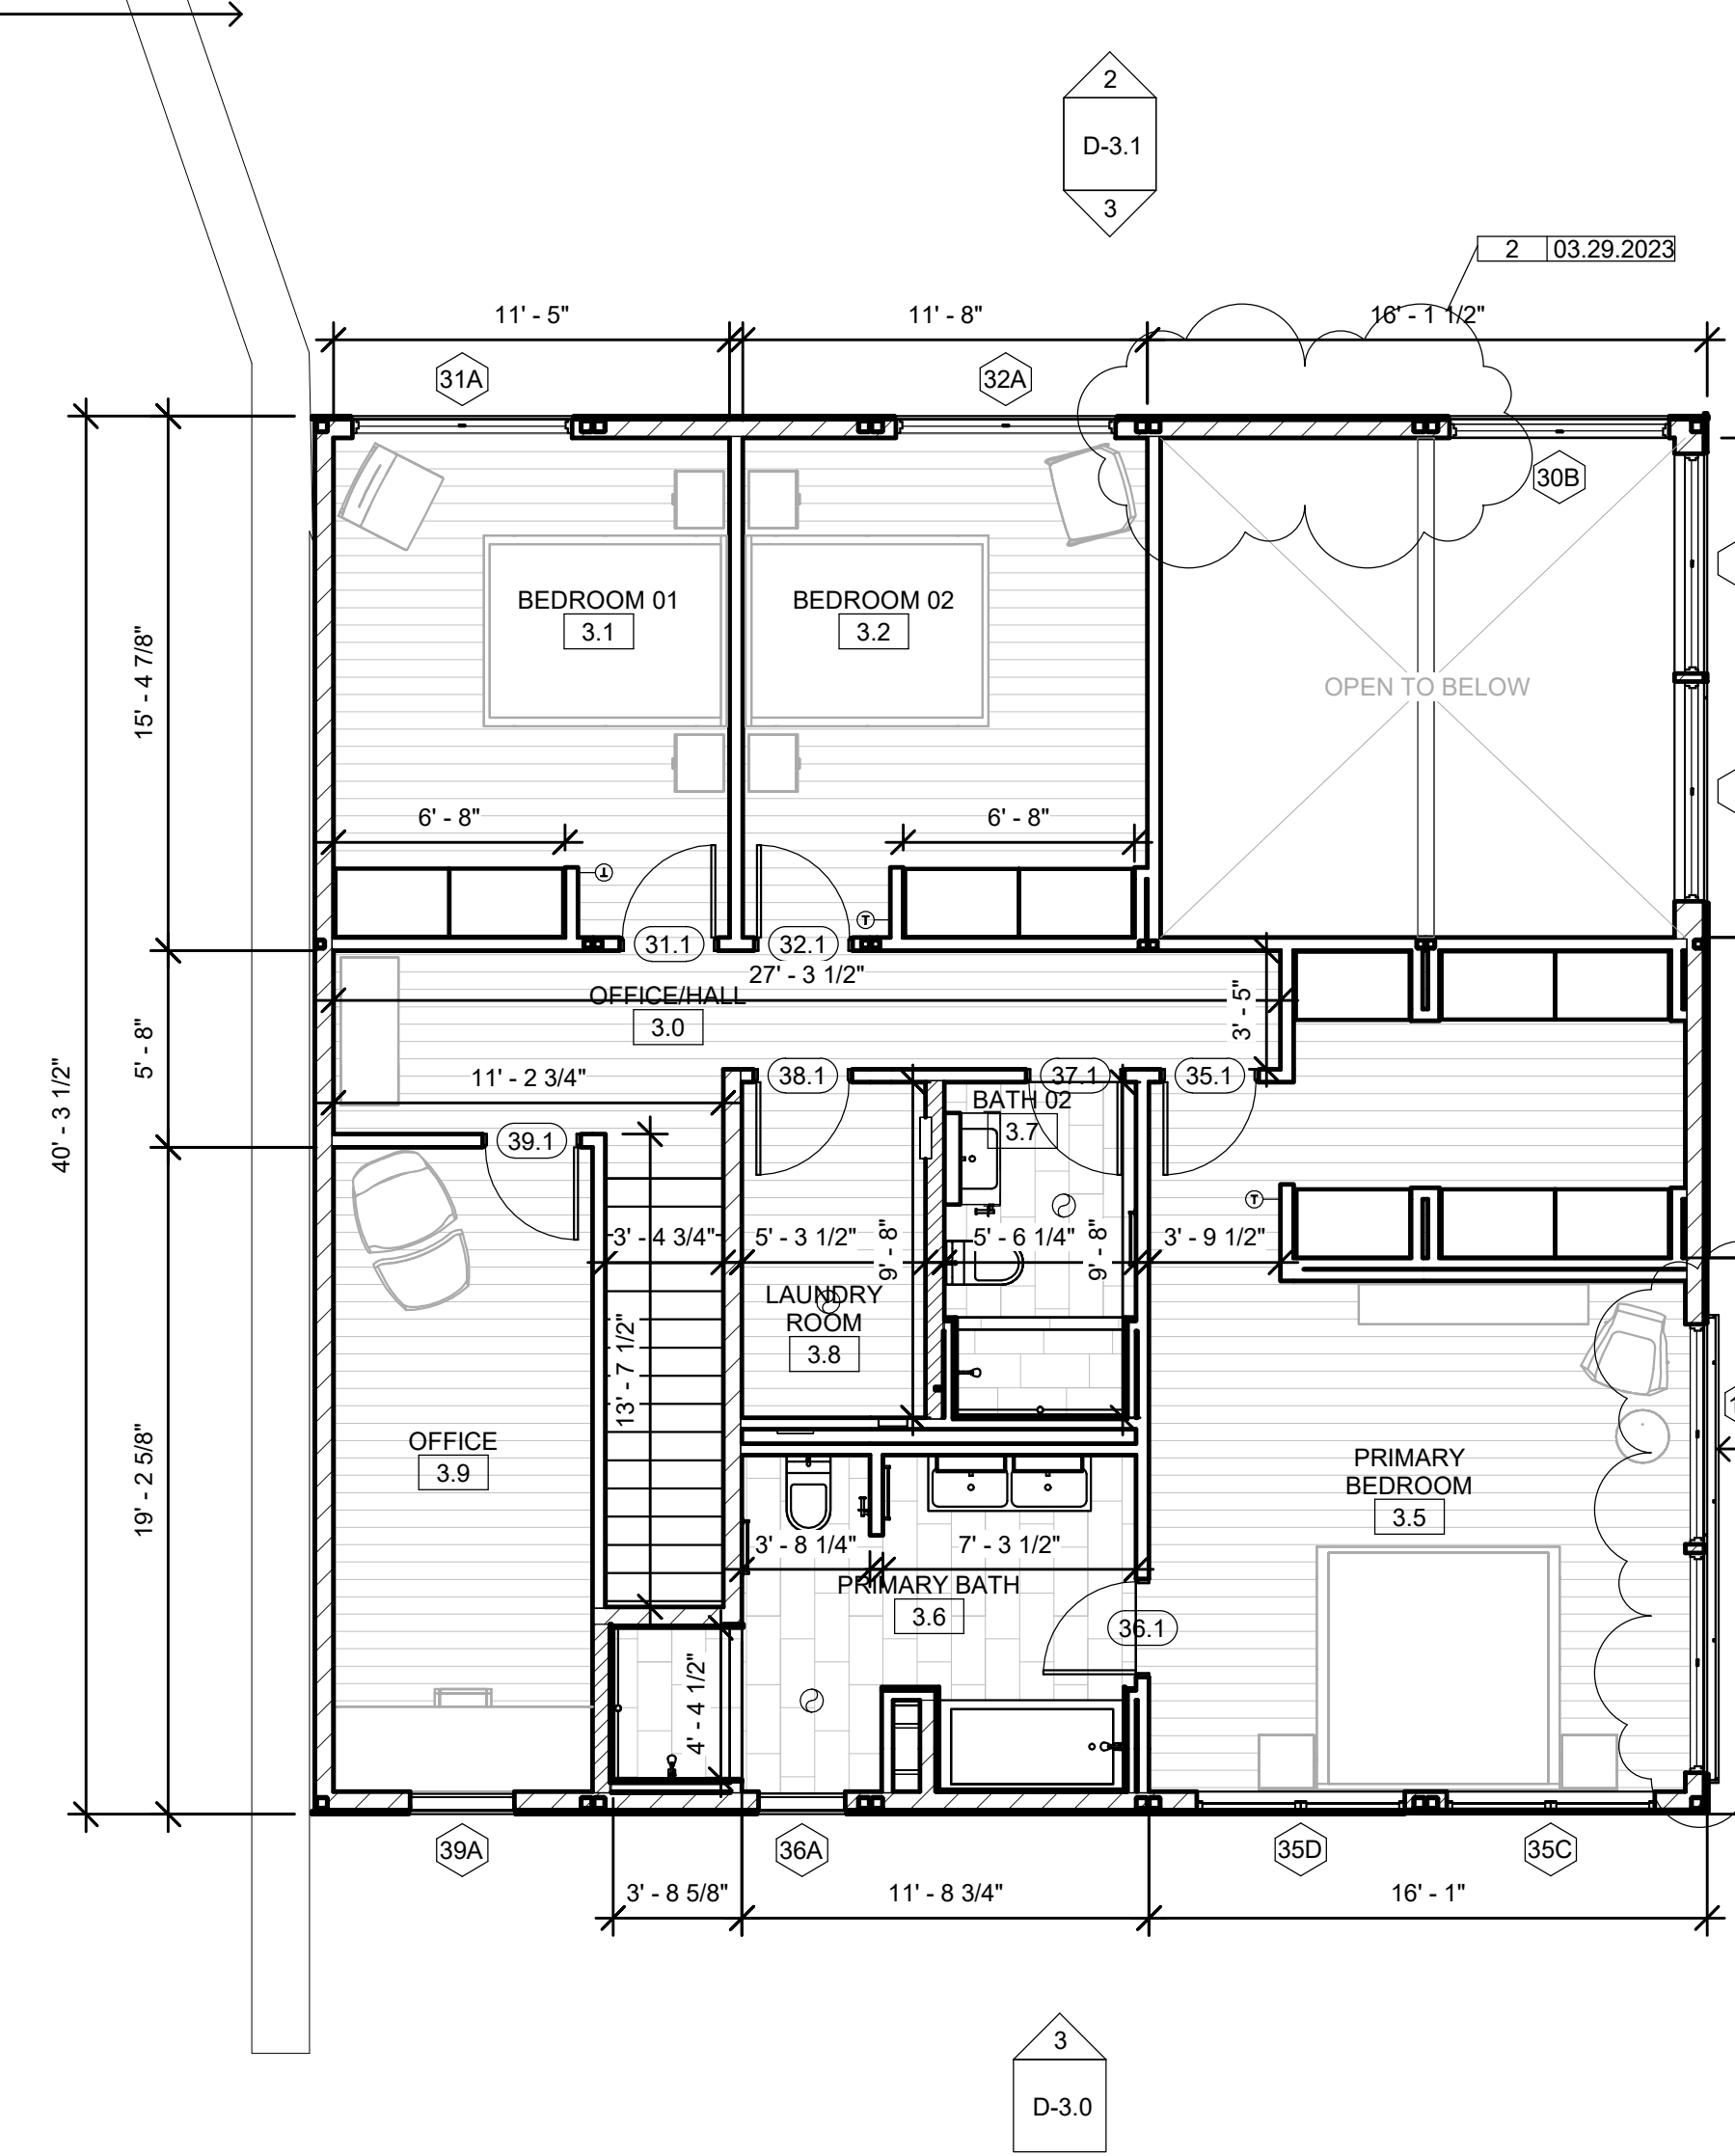 2
D-3.1
3
2 03.29.2023
11' - 5"
11' - 8"
16' - 1 1/2"
31A
32A
30B
BEDROOM 01
3.1
BEDROOM 02
3.2
OPEN TO BELOW
15' - 4 7/8"
6' - 8"
6' - 8"
T
T
31.1
32.1
27' - 3 1/2"
OFFICE/HALL
3.0
3' - 5"
5' - 8"
40' - 3 1/2"
11' - 2 3/4"
38.1
37.1
35.1
BATH 02
3.7
39.1
T
3' - 4 3/4"
5' - 3 1/2"
9' - 8"
5' - 6 1/4"
9' - 8"
3' - 9 1/2"
LAUNDRY
ROOM
3.8
13' - 7 1/2"
19' - 2 5/8"
OFFICE
3.9
PRIMARY
BEDROOM
3.5
3' - 8 1/4"
7' - 3 1/2"
PRIMARY BATH
3.6
36.1
4' - 4 1/2"
39A
36A
35D
35C
3' - 8 5/8"
11' - 8 3/4"
16' - 1"
3
D-3.0